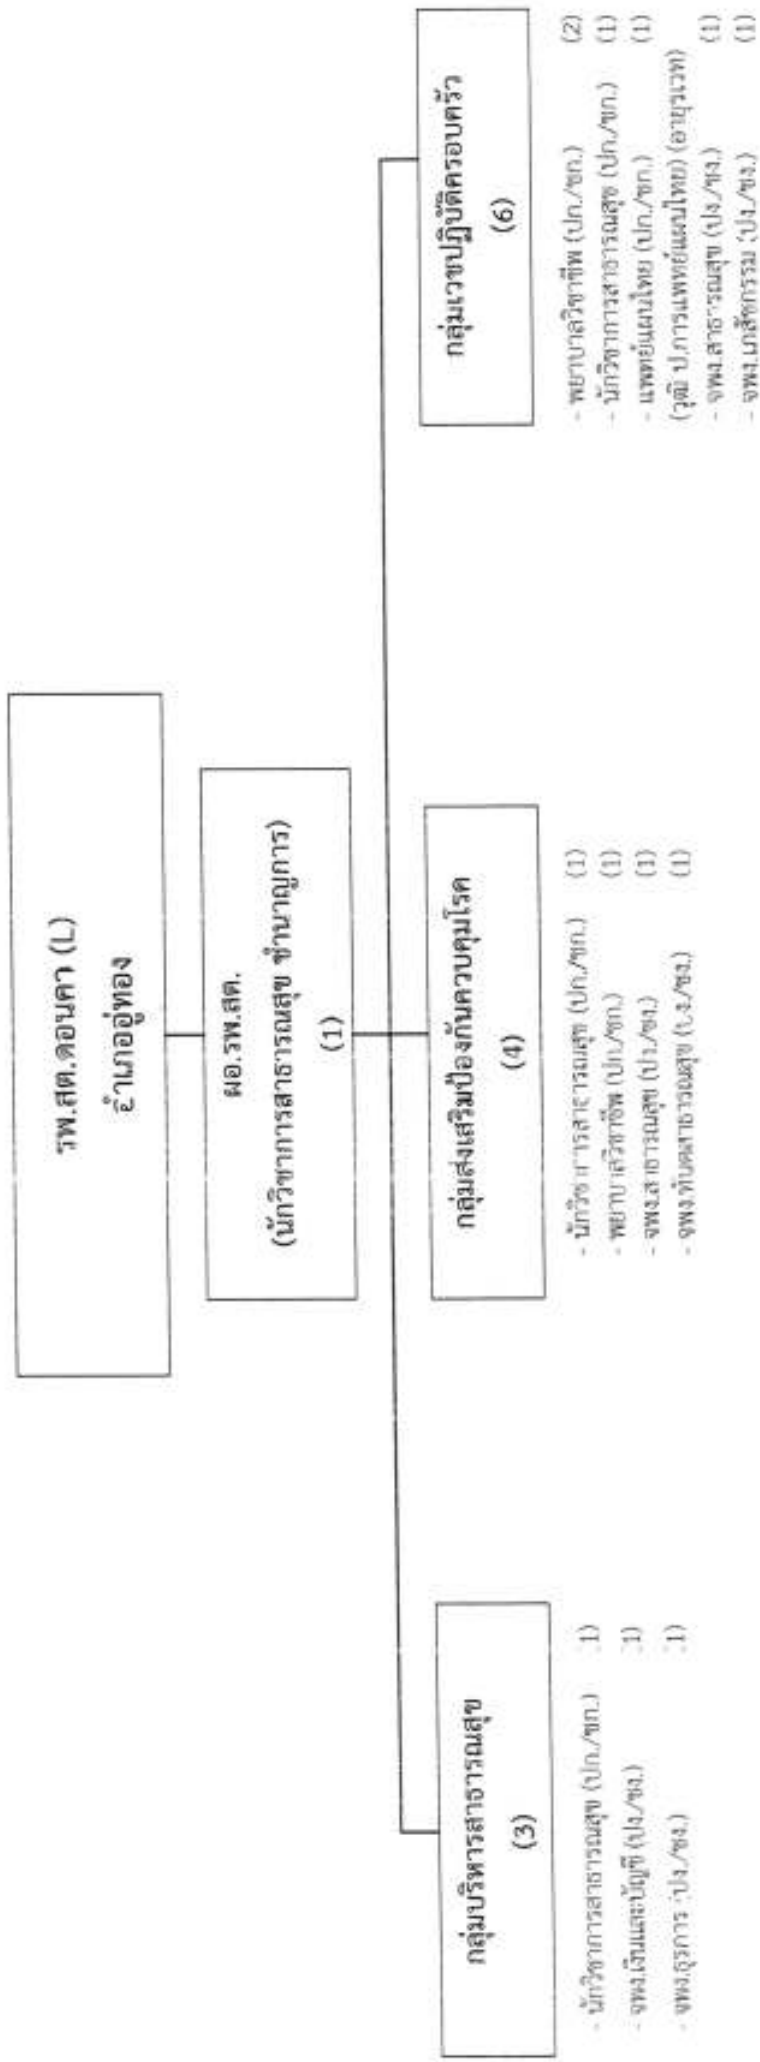 รพ.สต.ดอนคา (L)
อำเภออู่ทอง
ผอ.รพ.สต.
(นักวิชาการสาธารณสุข ชำนาญการ)
(1)
กลุ่มบริหารสาธารณสุข
(3)
- นักวิชาการสาธารณสุข (ปก./ชก.) (1)
- จพง.เงินและบัญชี (ปง./ชง.) (1)
- จพง.ธุรการ (ปง./ชง.) (1)
กลุ่มส่งเสริมป้องกันควบคุมโรค
(4)
- นักวิชาการสาธารณสุข (ปก./ชก.) (1)
- พยาบาลวิชาชีพ (ปก./ชก.) (1)
- จพง.สาธารณสุข (ปง./ชง.) (1)
- จพง.ทันตสาธารณสุข (ปง./ชง.) (1)
กลุ่มเวชปฏิบัติครอบครัว
(6)
- พยาบาลวิชาชีพ (ปก./ชก.) (2)
- นักวิชาการสาธารณสุข (ปก./ชก.) (1)
- แพทย์แผนไทย (ปก./ชก.) (1)
(วุฒิ ป.การแพทย์แผนไทย) (อายุรเวท)
- จพง.สาธารณสุข (ปง./ชง.) (1)
- จพง.เภสัชกรรม (ปง./ชง.) (1)